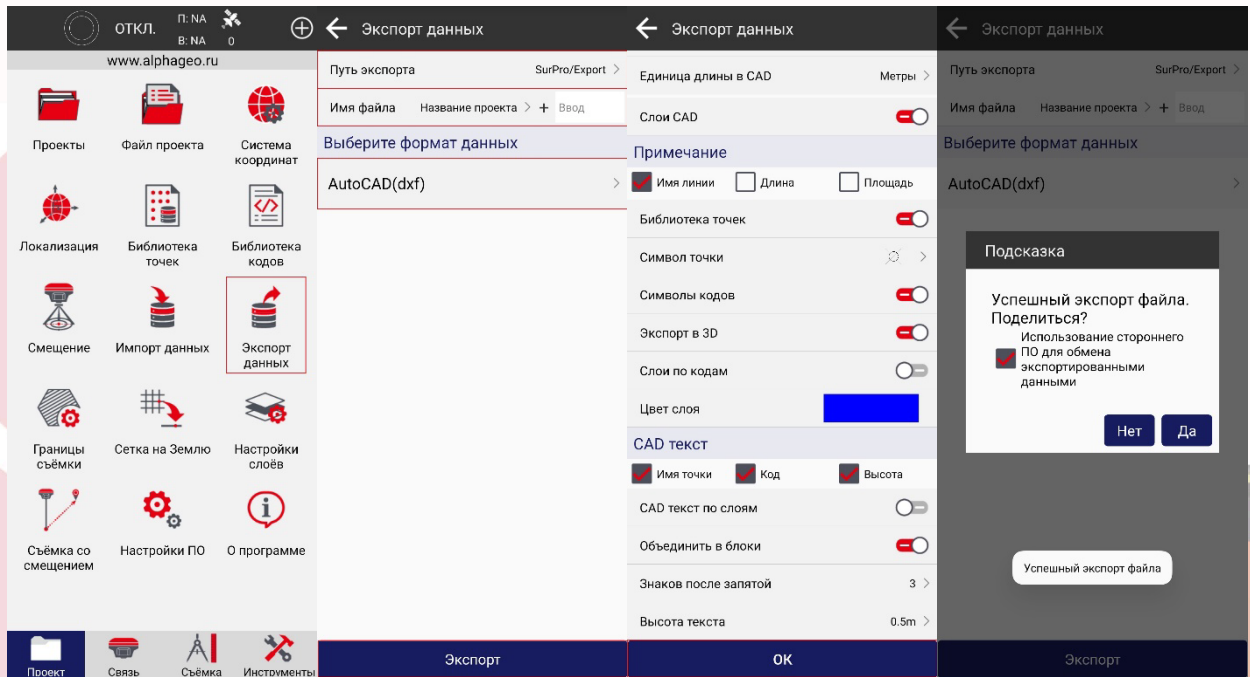 ОТКЛ.
П: NA
В: NA
0
www.alphageo.ru
Проекты
Файл проекта
Система
координат
Локализация
Библиотека
точек
Библиотека
кодов
Смещение
Импорт данных
Экспорт
данных
Границы
съёмки
Сетка на Землю
Настройки
слоёв
Съёмка со
смещением
Настройки ПО
О программе
Проект
Связь
Съёмка
Инструменты
Экспорт данных
Путь экспорта SurPro/Export >
Имя файла Название проекта > + Ввод
Выберите формат данных
AutoCAD(dxf) >
Экспорт
Экспорт данных
Единица длины в CAD Метры >
Слои CAD
Примечание
Имя линии Длина Площадь
Библиотека точек
Символ точки >
Символы кодов
Экспорт в 3D
Слои по кодам
Цвет слоя
CAD текст
Имя точки Код Высота
CAD текст по слоям
Объединить в блоки
Знаков после запятой 3 >
Высота текста 0.5m >
ОК
Экспорт данных
Путь экспорта SurPro/Export >
Имя файла Название проекта > + Ввод
Выберите формат данных
AutoCAD(dxf) >
Подсказка
Успешный экспорт файла.
Поделиться?
Использование стороннего
ПО для обмена
экспортированными
данными
Нет Да
Успешный экспорт файла
Экспорт